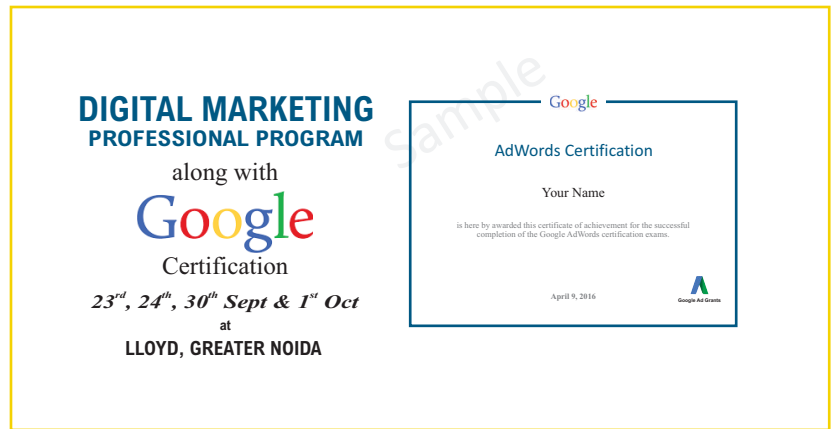 DIGITAL MARKETING
PROFESSIONAL PROGRAM
along with
Google
Certification
23rd, 24th, 30th Sept & 1st Oct
at
LLOYD, GREATER NOIDA
Sample
Google
AdWords Certification
Your Name
is here by awarded this certificate of achievement for the successful
completion of the Google AdWords certification exams.
April 9, 2016
Google Ad Grants